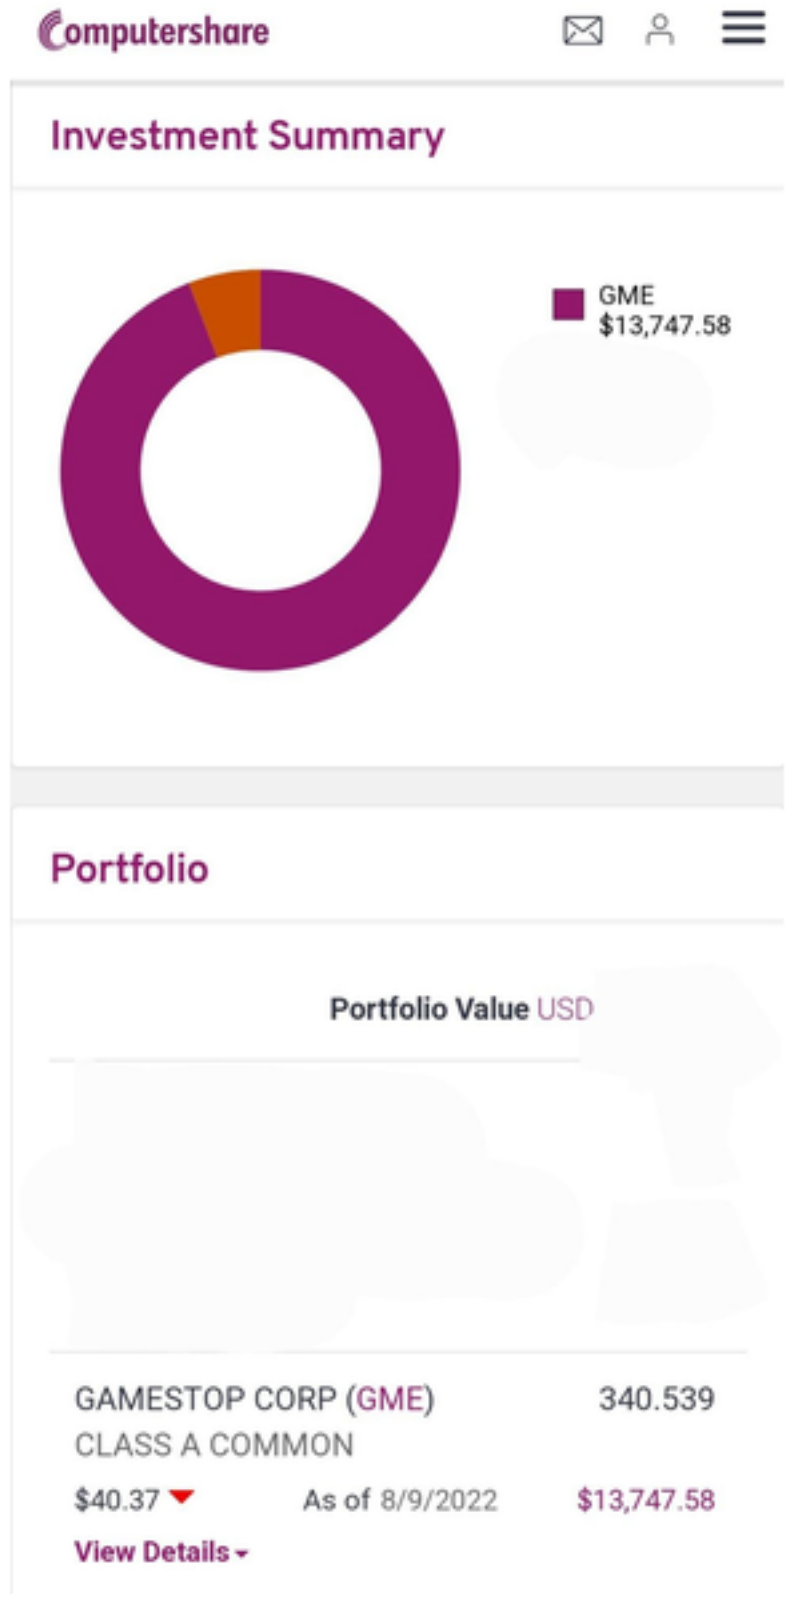 Computershare
Investment Summary
GME
$13,747.58
Portfolio
Portfolio Value USD
GAMESTOP CORP (GME) 340.539
CLASS A COMMON
$40.37 As of 8/9/2022 $13,747.58
View Details